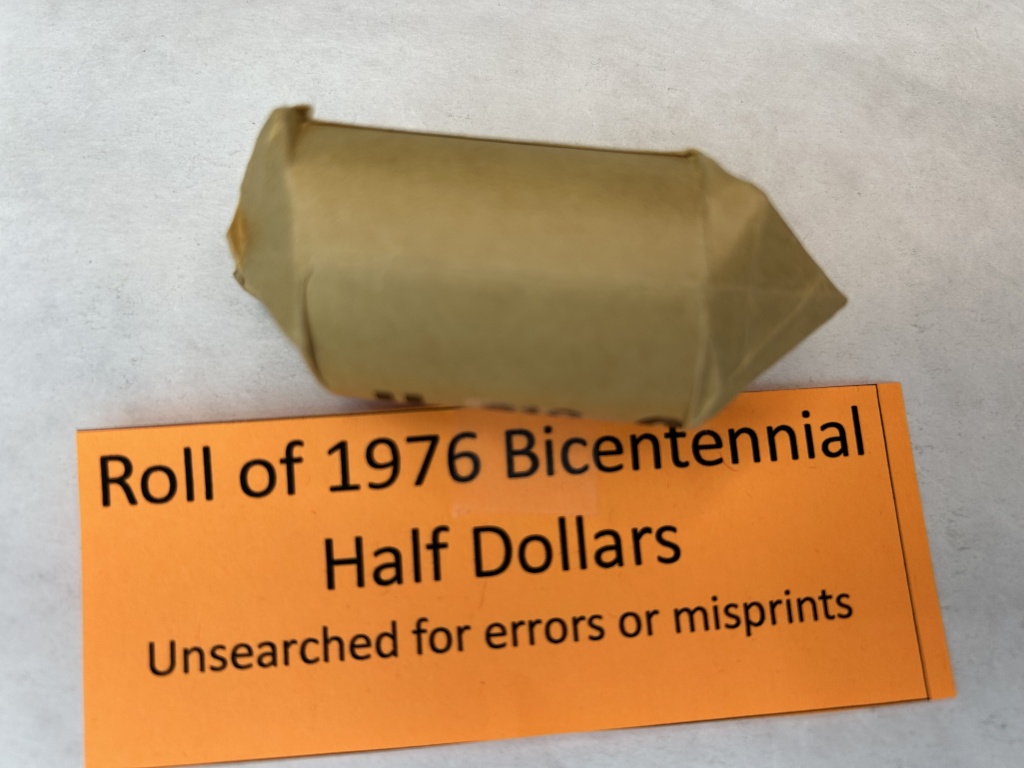 Roll of 1976 Bicentennial
Half Dollars
Unsearched for errors or misprints